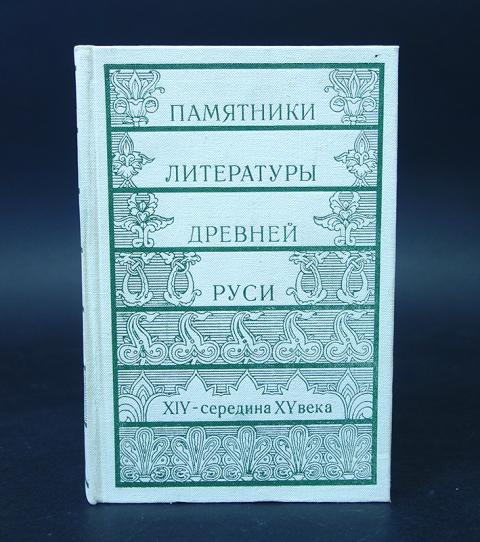 ПАМЯТНИКИ
ЛИТЕРАТУРЫ
ДРЕВНЕЙ
РУСИ
XIV-середина XV века